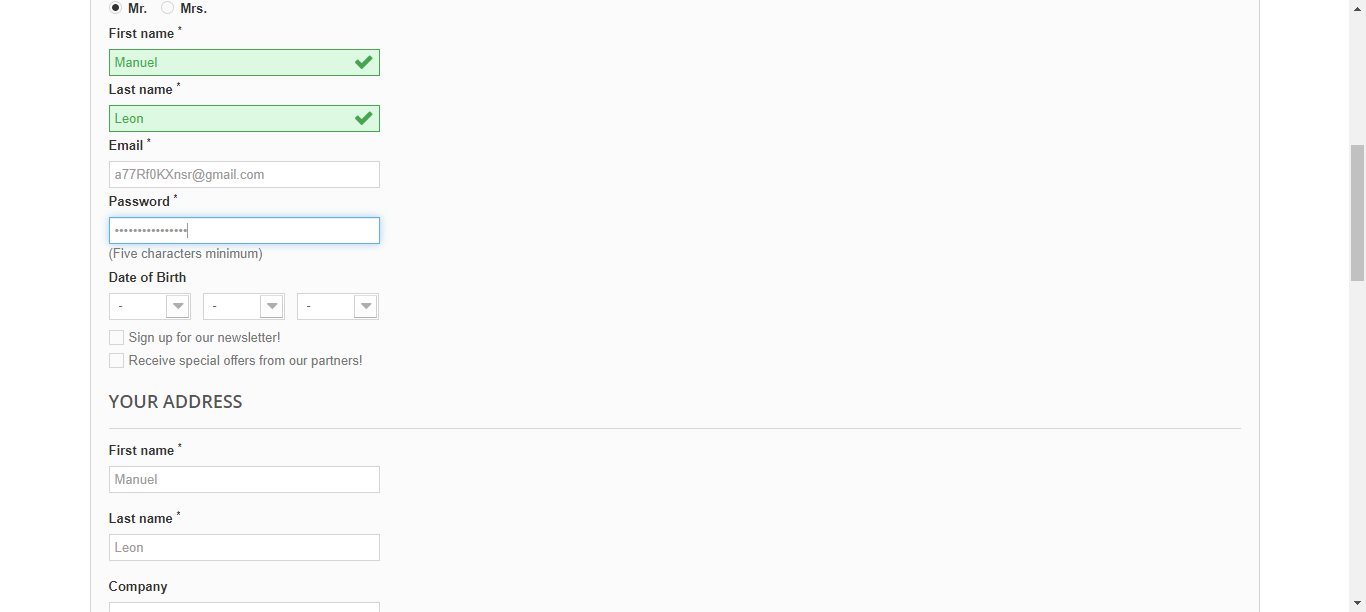 Mr. Mrs.
First name *
Manuel
Last name *
Leon
Email *
a77Rf0KXnsr@gmail.com
Password *
••••••••••••••••
(Five characters minimum)
Date of Birth
- - -
Sign up for our newsletter!
Receive special offers from our partners!
YOUR ADDRESS
First name *
Manuel
Last name *
Leon
Company